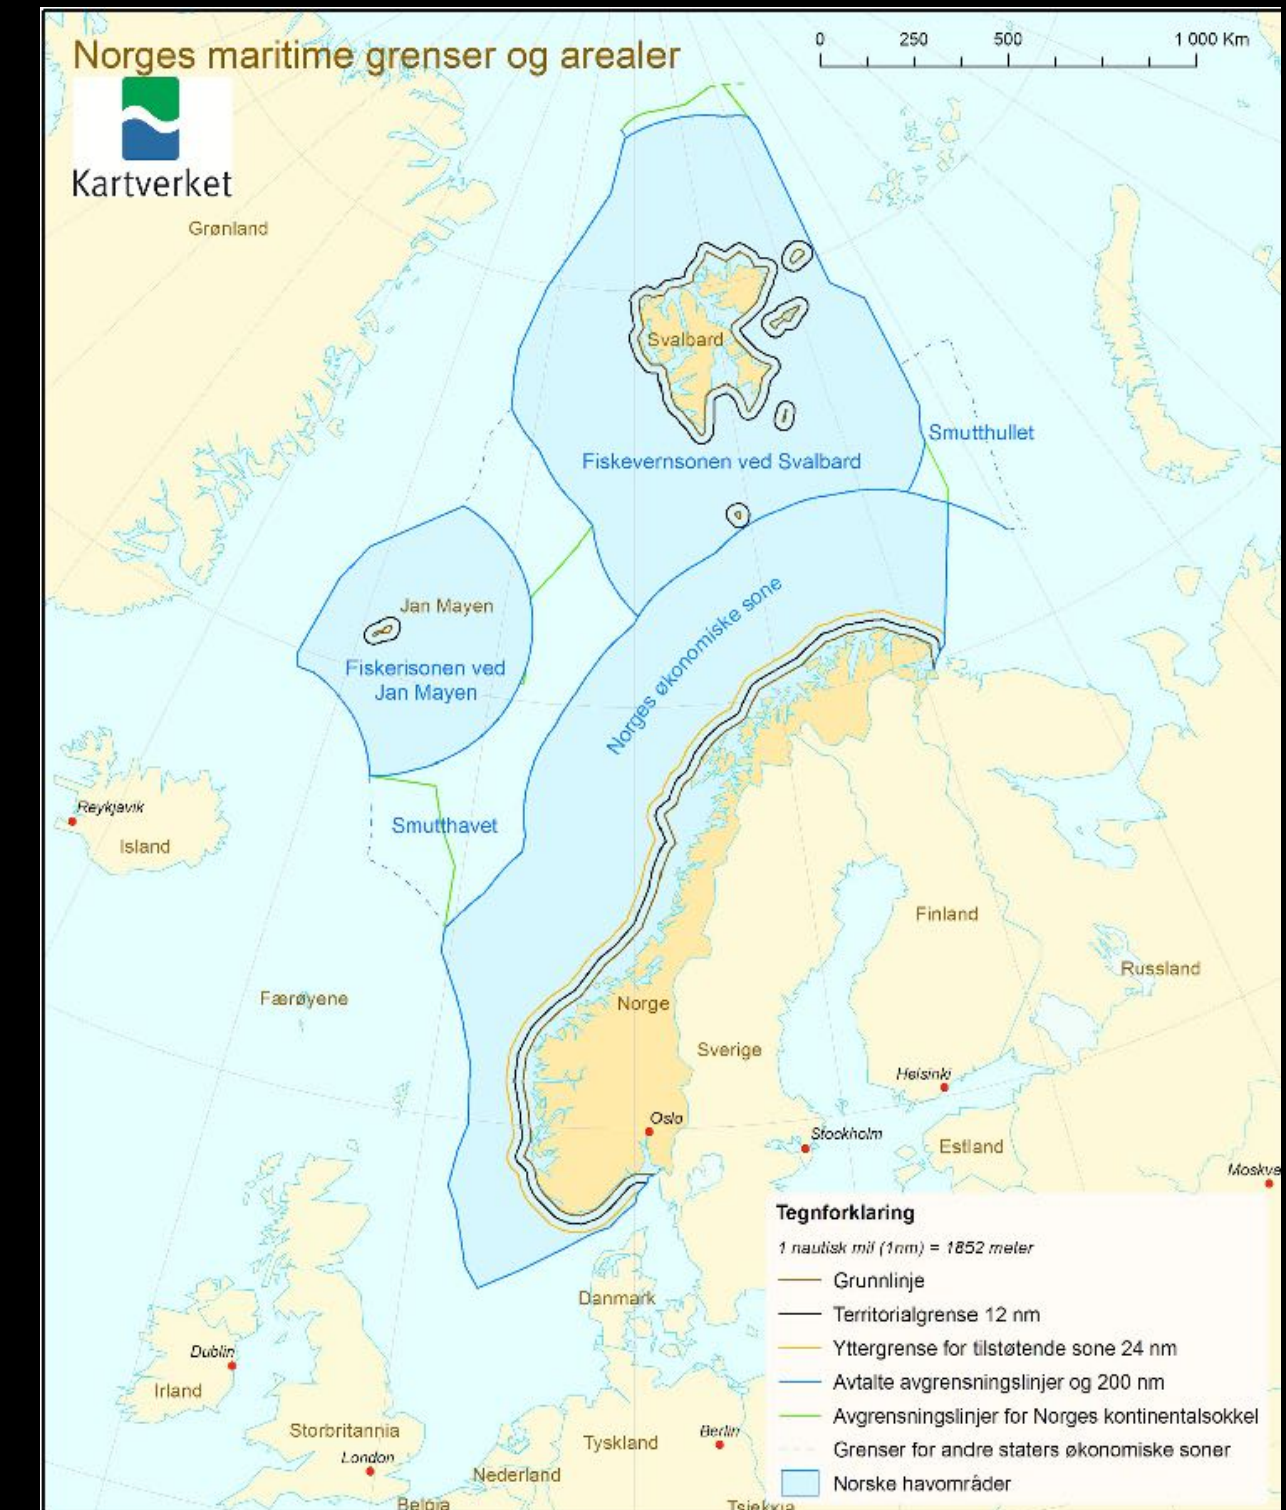 Norges maritime grenser og arealer
0 250 500 1 000 Km
Kartverket
Grønland
Svalbard
Smutthullet
Fiskevernsonen ved Svalbard
Jan Mayen
Fiskerisonen ved
Jan Mayen
Norges økonomiske sone
Reykjavik
Island
Smutthavet
Finland
Russland
Færøyene
Norge
Sverige
Helsinki
Oslo
Stockholm
Estland
Moskva
Danmark
Dublin
Irland
Storbritannia
London
Nederland
Tyskland
Berlin
Belgia
Tsjekkia
Tegnforklaring
1 nautisk mil (1nm) = 1852 meter
Grunnlinje
Territorialgrense 12 nm
Yttergrense for tilstøtende sone 24 nm
Avtalte avgrensningslinjer og 200 nm
Avgrensningslinjer for Norges kontinentalsokkel
Grenser for andre staters økonomiske soner
Norske havområder